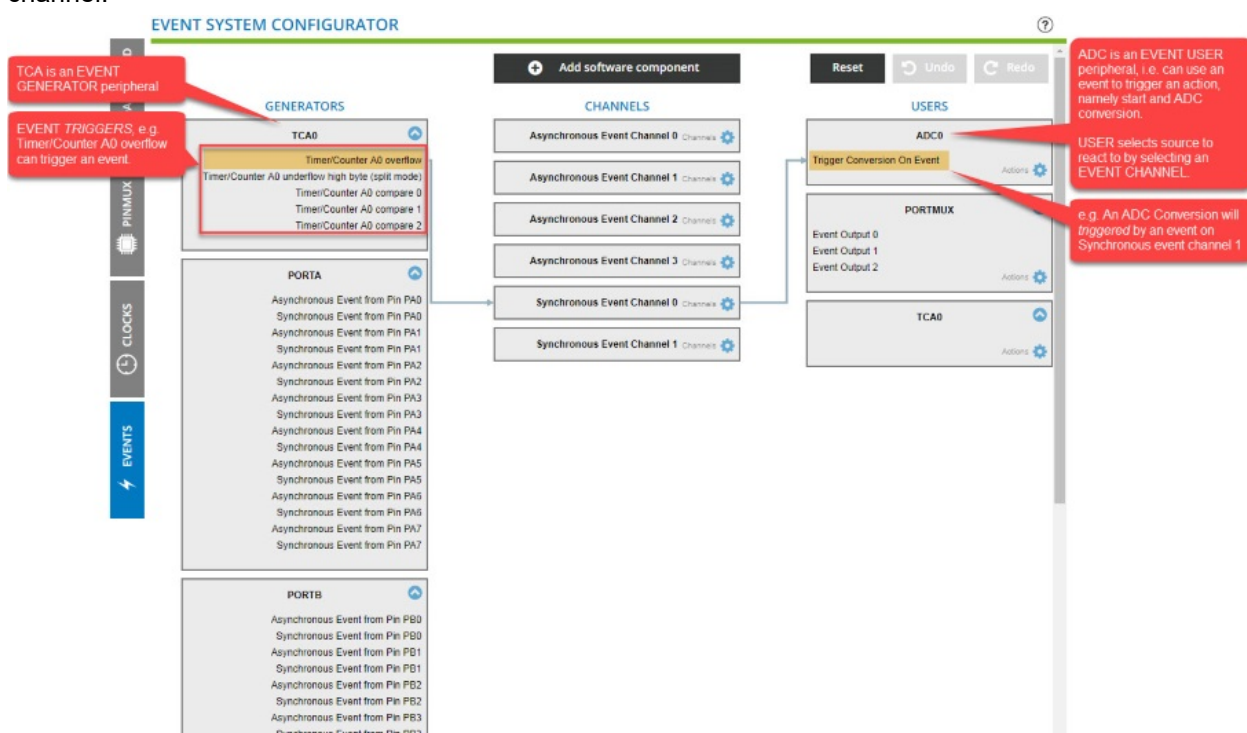 channel.
EVENT SYSTEM CONFIGURATOR
?
TCA is an EVENT
GENERATOR peripheral
EVENT TRIGGERS, e.g.
Timer/Counter A0 overflow
can trigger an event.
PINMUX
CLOCKS
EVENTS
Add software component
Reset
Undo
Redo
GENERATORS
TCA0
Timer/Counter A0 overflow
Timer/Counter A0 underflow high byte (split mode)
Timer/Counter A0 compare 0
Timer/Counter A0 compare 1
Timer/Counter A0 compare 2
PORTA
Asynchronous Event from Pin PA0
Synchronous Event from Pin PA0
Asynchronous Event from Pin PA1
Synchronous Event from Pin PA1
Asynchronous Event from Pin PA2
Synchronous Event from Pin PA2
Asynchronous Event from Pin PA3
Synchronous Event from Pin PA3
Asynchronous Event from Pin PA4
Synchronous Event from Pin PA4
Asynchronous Event from Pin PA5
Synchronous Event from Pin PA5
Asynchronous Event from Pin PA6
Synchronous Event from Pin PA6
Asynchronous Event from Pin PA7
Synchronous Event from Pin PA7
PORTB
Asynchronous Event from Pin PB0
Synchronous Event from Pin PB0
Asynchronous Event from Pin PB1
Synchronous Event from Pin PB1
Asynchronous Event from Pin PB2
Synchronous Event from Pin PB2
Asynchronous Event from Pin PB3
CHANNELS
Asynchronous Event Channel 0 Channels
Asynchronous Event Channel 1 Channels
Asynchronous Event Channel 2 Channels
Asynchronous Event Channel 3 Channels
Synchronous Event Channel 0 Channels
Synchronous Event Channel 1 Channels
USERS
ADC0
Trigger Conversion On Event
Actions
PORTMUX
Event Output 0
Event Output 1
Event Output 2
Actions
TCA0
Actions
ADC is an EVENT USER
peripheral, i.e. can use an
event to trigger an action,
namely start and ADC
conversion.
USER selects source to
react to by selecting an
EVENT CHANNEL.
e.g. An ADC Conversion will
triggered by an event on
Synchronous event channel 1